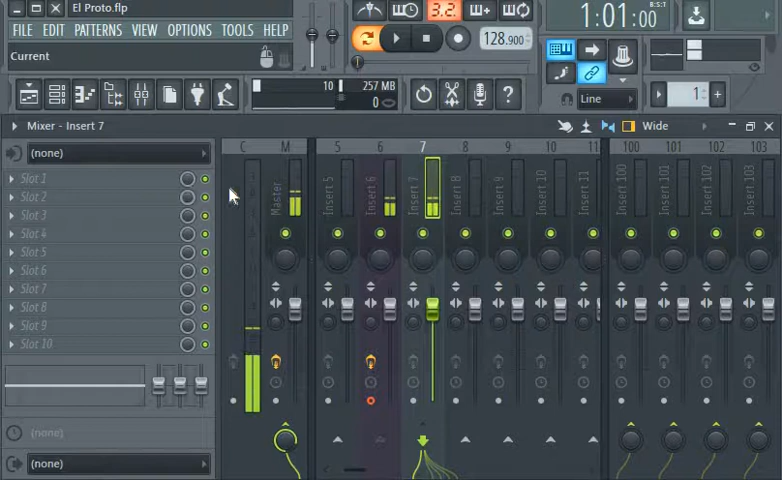 El Proto.flp
FILE EDIT PATTERNS VIEW OPTIONS TOOLS HELP
Current
3.2
128.900
1:01:00
B:S:T
10 257 MB
0
Line
1
Mixer - Insert 7
Wide
(none)
C M 5 6 7 8 9 10 11 100 101 102 103
Slot 1
Slot 2
Slot 3
Slot 4
Slot 5
Slot 6
Slot 7
Slot 8
Slot 9
Slot 10
Master
Insert 5
Insert 6
Insert 7
Insert 8
Insert 9
Insert 10
Insert 11
Insert 100
Insert 101
Insert 102
Insert 103
(none)
(none)